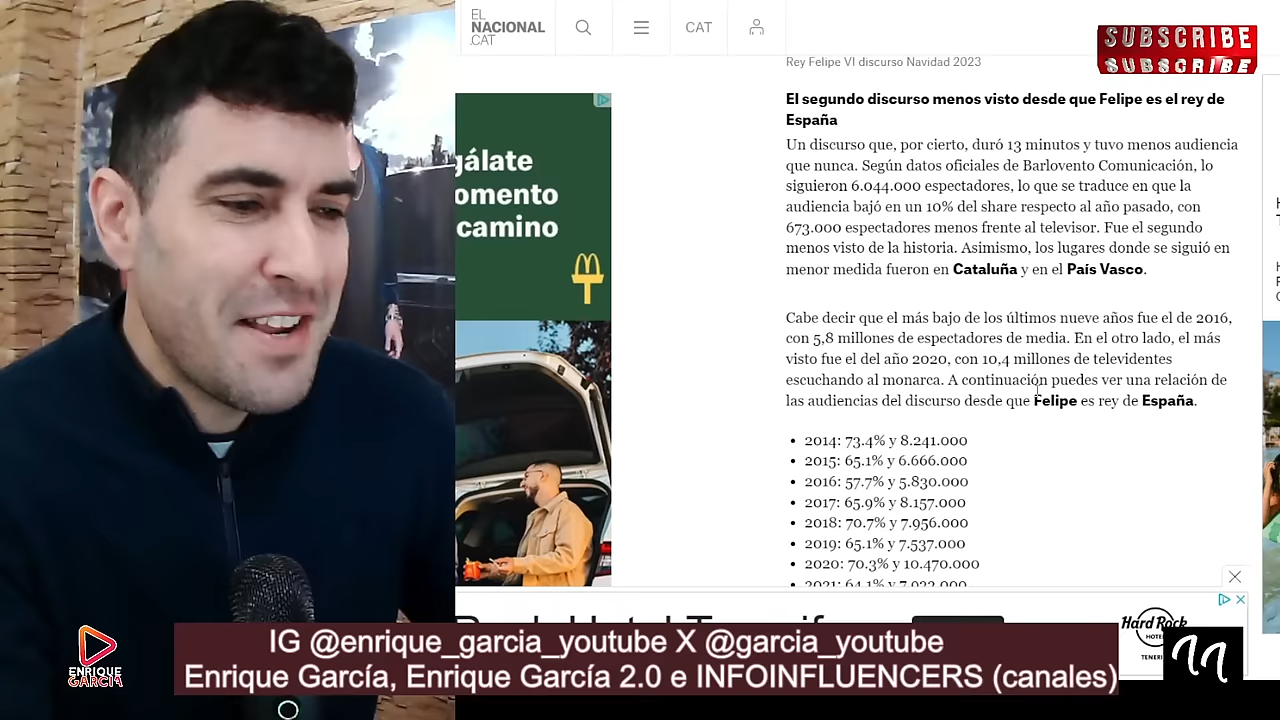 EL
NACIONAL
.CAT
CAT
SUBSCRIBE
SUBSCRIBE
Rey Felipe VI discurso Navidad 2023
El segundo discurso menos visto desde que Felipe es el rey de
España
Un discurso que, por cierto, duró 13 minutos y tuvo menos audiencia
que nunca. Según datos oficiales de Barlovento Comunicación, lo
siguieron 6.044.000 espectadores, lo que se traduce en que la
audiencia bajó en un 10% del share respecto al año pasado, con
673.000 espectadores menos frente al televisor. Fue el segundo
menos visto de la historia. Asimismo, los lugares donde se siguió en
menor medida fueron en Cataluña y en el País Vasco.
Cabe decir que el más bajo de los últimos nueve años fue el de 2016,
con 5,8 millones de espectadores de media. En el otro lado, el más
visto fue el del año 2020, con 10,4 millones de televidentes
escuchando al monarca. A continuación puedes ver una relación de
las audiencias del discurso desde que Felipe es rey de España.
• 2014: 73.4% y 8.241.000
• 2015: 65.1% y 6.666.000
• 2016: 57.7% y 5.830.000
• 2017: 65.9% y 8.157.000
• 2018: 70.7% y 7.956.000
• 2019: 65.1% y 7.537.000
• 2020: 70.3% y 10.470.000
gálate
omento
camino
Hard Rock
HOTEL
TENERI
IG @enrique_garcia_youtube X @garcia_youtube
Enrique García, Enrique García 2.0 e INFOINFLUENCERS (canales)
ENRIQUE
GARCÍA